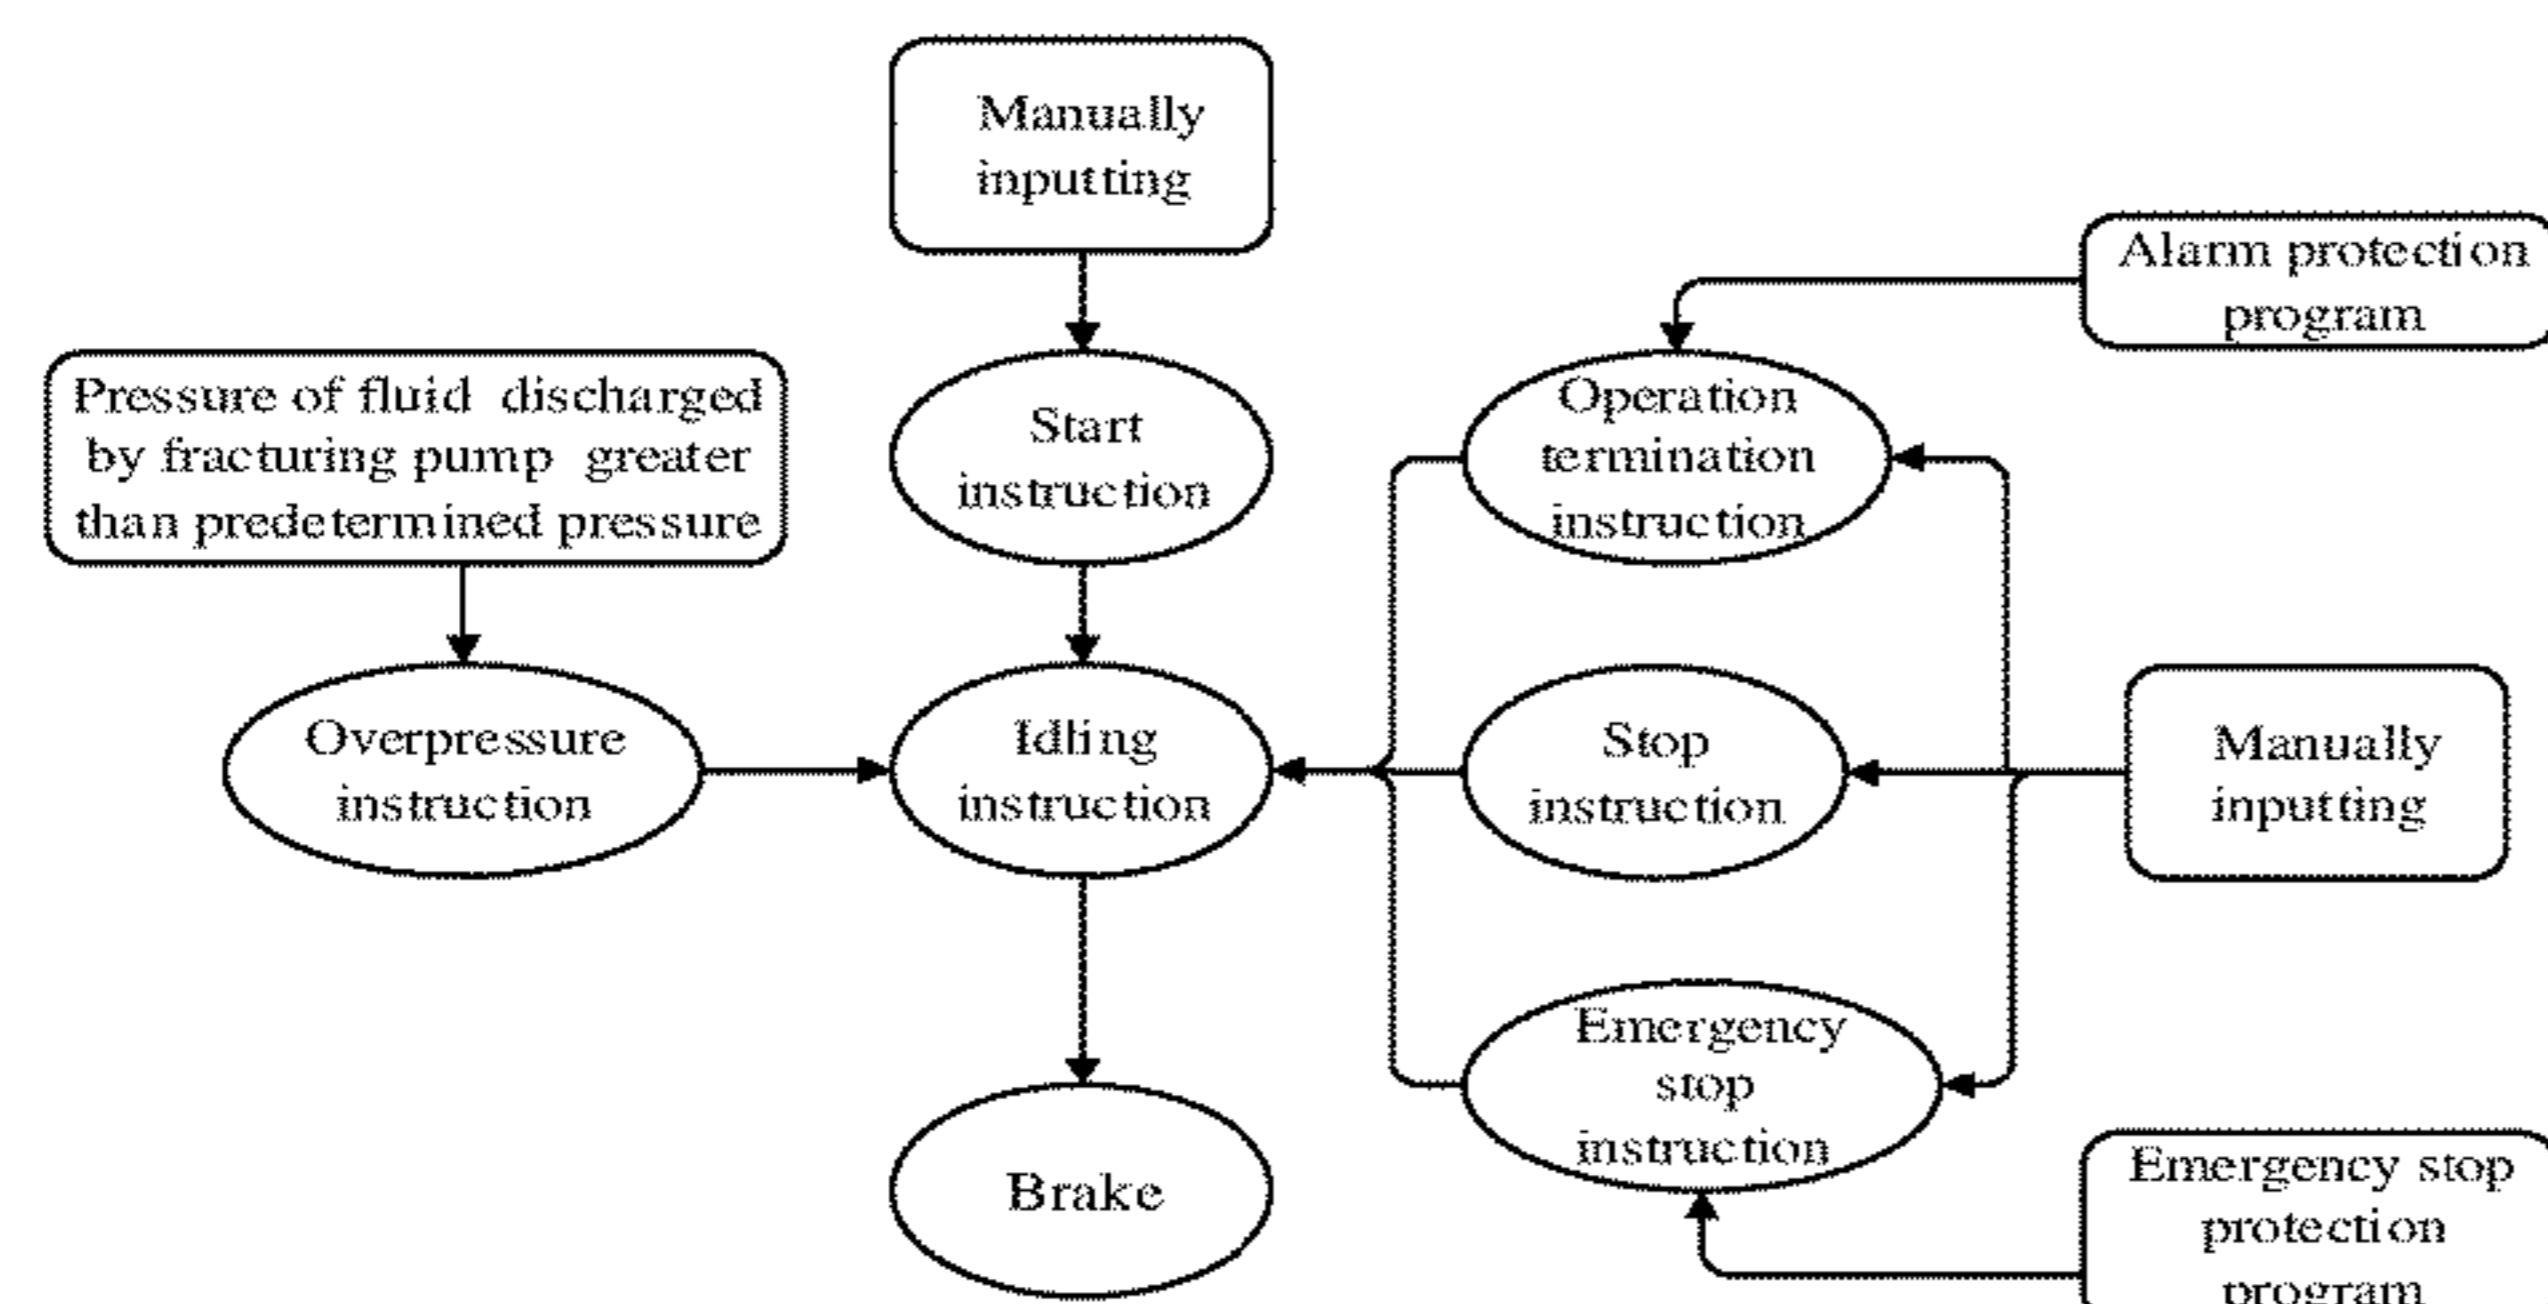 Manually
inputting
Alarm protection
program
Pressure of fluid discharged
by fracturing pump greater
than predetermined pressure
Start
instruction
Operation
termination
instruction
Overpressure
instruction
Idling
instruction
Stop
instruction
Manually
inputting
Emergency
stop
instruction
Brake
Emergency stop
protection
program